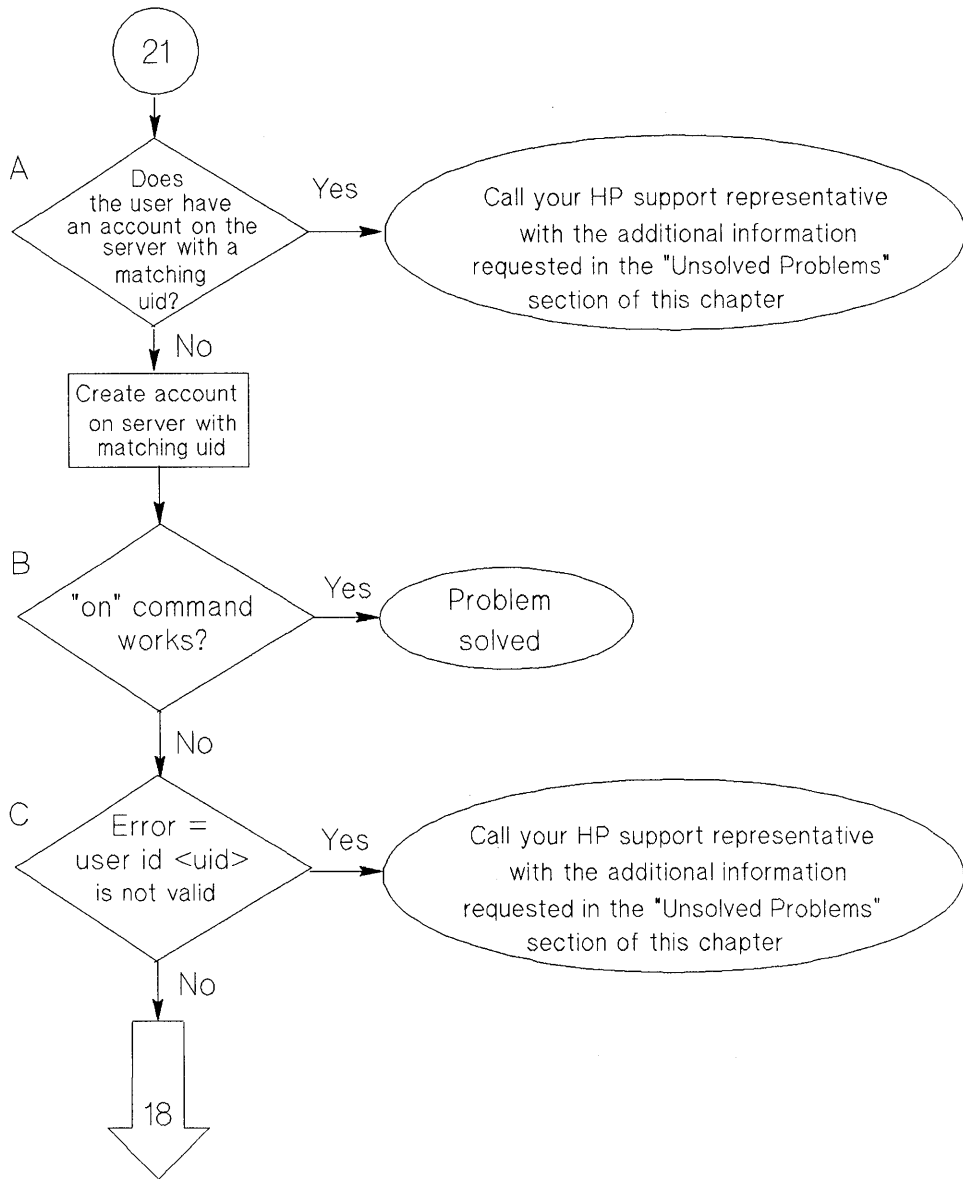 21
A
Does
the user have
an account on the
server with a
matching
uid?
Yes
Call your HP support representative
with the additional information
requested in the "Unsolved Problems"
section of this chapter
No
Create account
on server with
matching uid
B
"on" command
works?
Yes
Problem
solved
No
C
Error =
user id <uid>
is not valid
Yes
Call your HP support representative
with the additional information
requested in the "Unsolved Problems"
section of this chapter
No
18